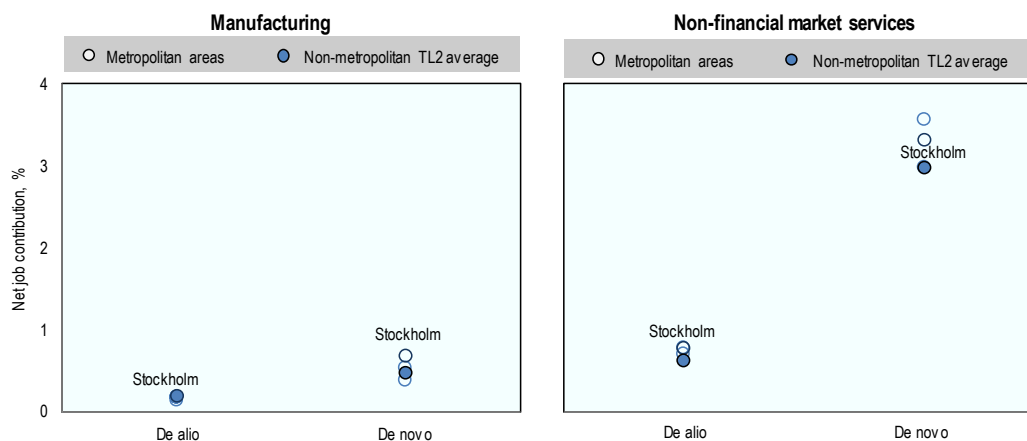 Manufacturing
Metropolitan areas
Non-metropolitan TL2 average
Net job contribution, %
4
3
2
1
0
Stockholm
Stockholm
De alio
De novo
Non-financial market services
Metropolitan areas
Non-metropolitan TL2 average
Stockholm
Stockholm
De alio
De novo